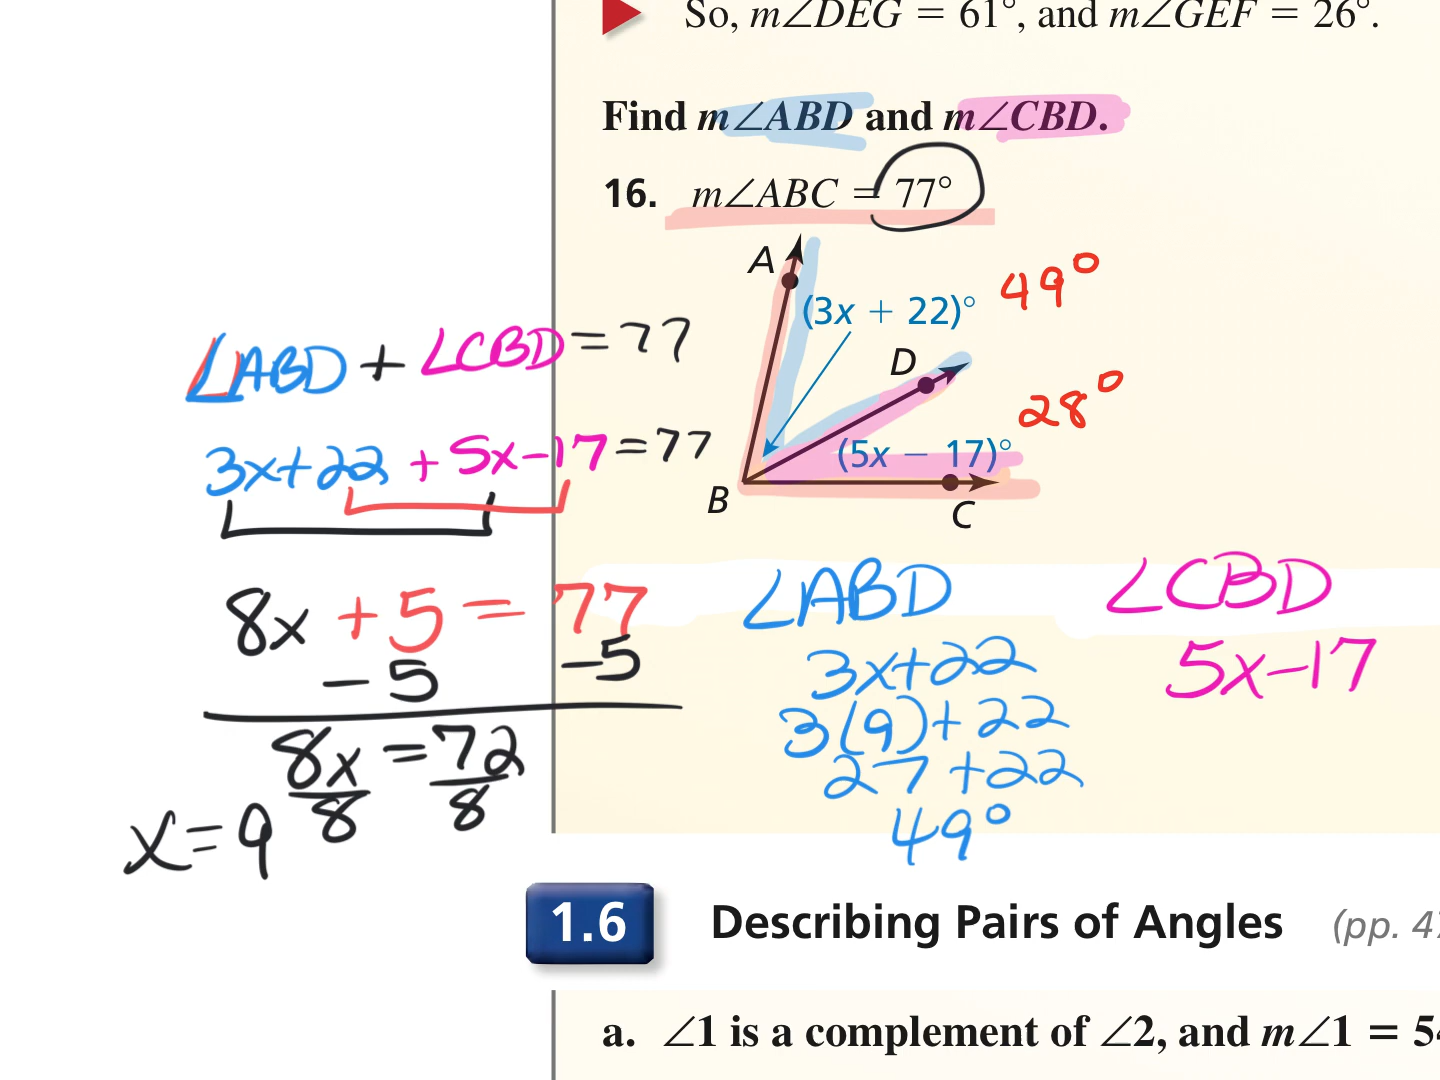 So, m∠DEG = 61°, and m∠GEF = 26°.
Find m∠ABD and m∠CBD.
16. m∠ABC = 77°
A
(3x + 22)°
49°
D
28°
(5x − 17)°
B
C
∠ABD + ∠CBD = 77
3x+22 + 5x−17 = 77
8x + 5 = 77
−5 −5
8x = 72
8 8
x = 9
∠ABD
3x+22
3(9)+22
27+22
49°
∠CBD
5x−17
1.6 Describing Pairs of Angles (pp. 4
a. ∠1 is a complement of ∠2, and m∠1 = 5